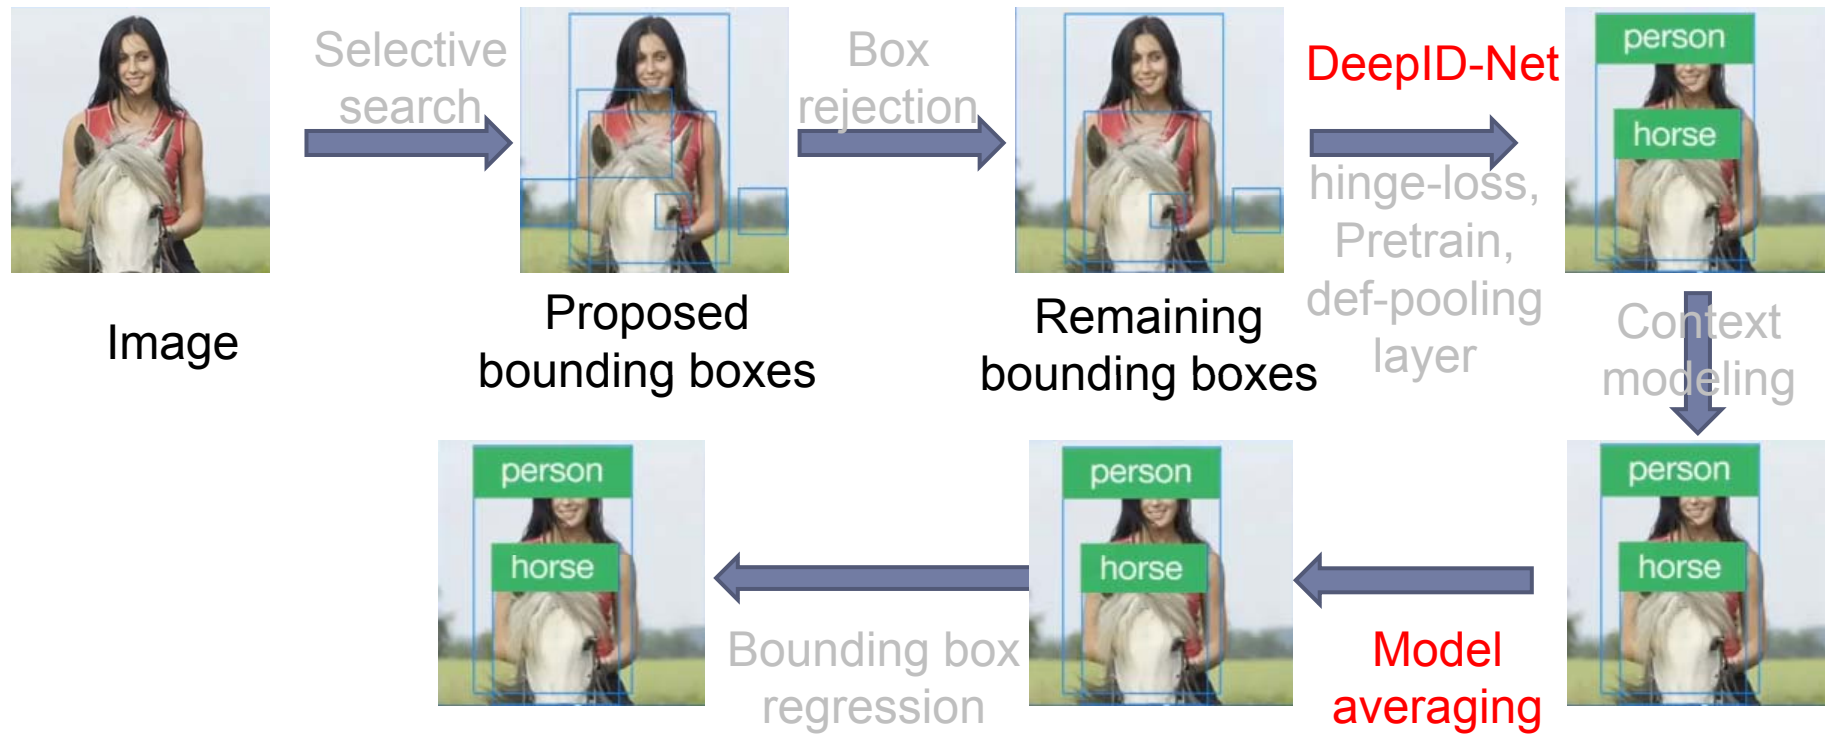 Selective
search
Box
rejection
DeepID-Net
hinge-loss,
Pretrain,
def-pooling
layer
person
horse
Image
Proposed
bounding boxes
Remaining
bounding boxes
Context
modeling
person
horse
Model
averaging
person
horse
Bounding box
regression
person
horse